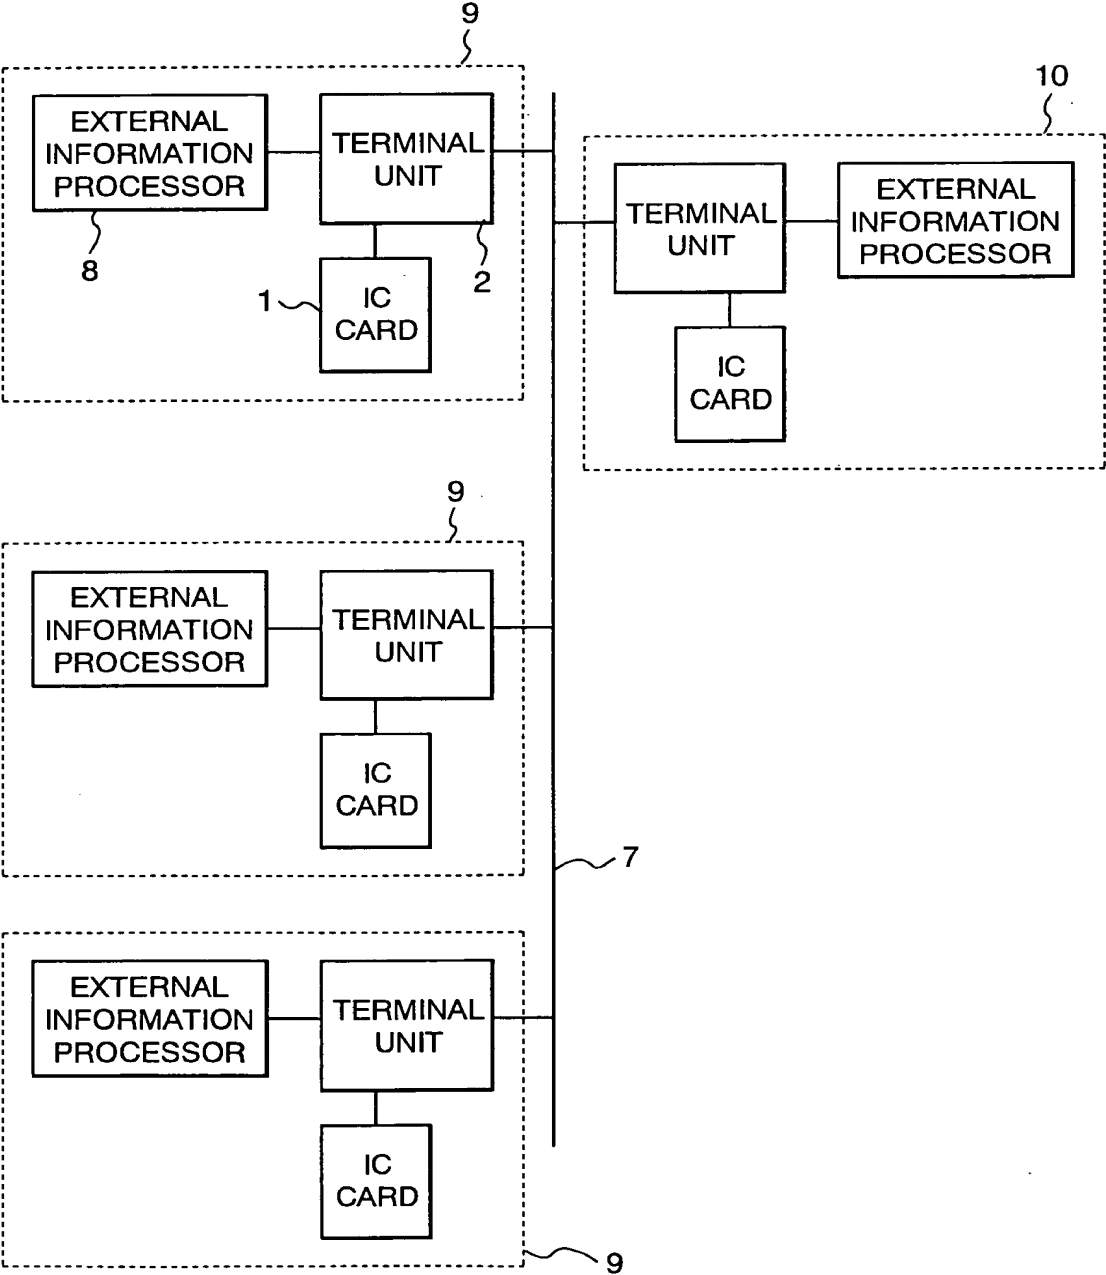 9
EXTERNAL
INFORMATION
PROCESSOR
8
TERMINAL
UNIT
2
1
IC
CARD
10
TERMINAL
UNIT
EXTERNAL
INFORMATION
PROCESSOR
IC
CARD
9
EXTERNAL
INFORMATION
PROCESSOR
TERMINAL
UNIT
IC
CARD
7
EXTERNAL
INFORMATION
PROCESSOR
TERMINAL
UNIT
IC
CARD
9